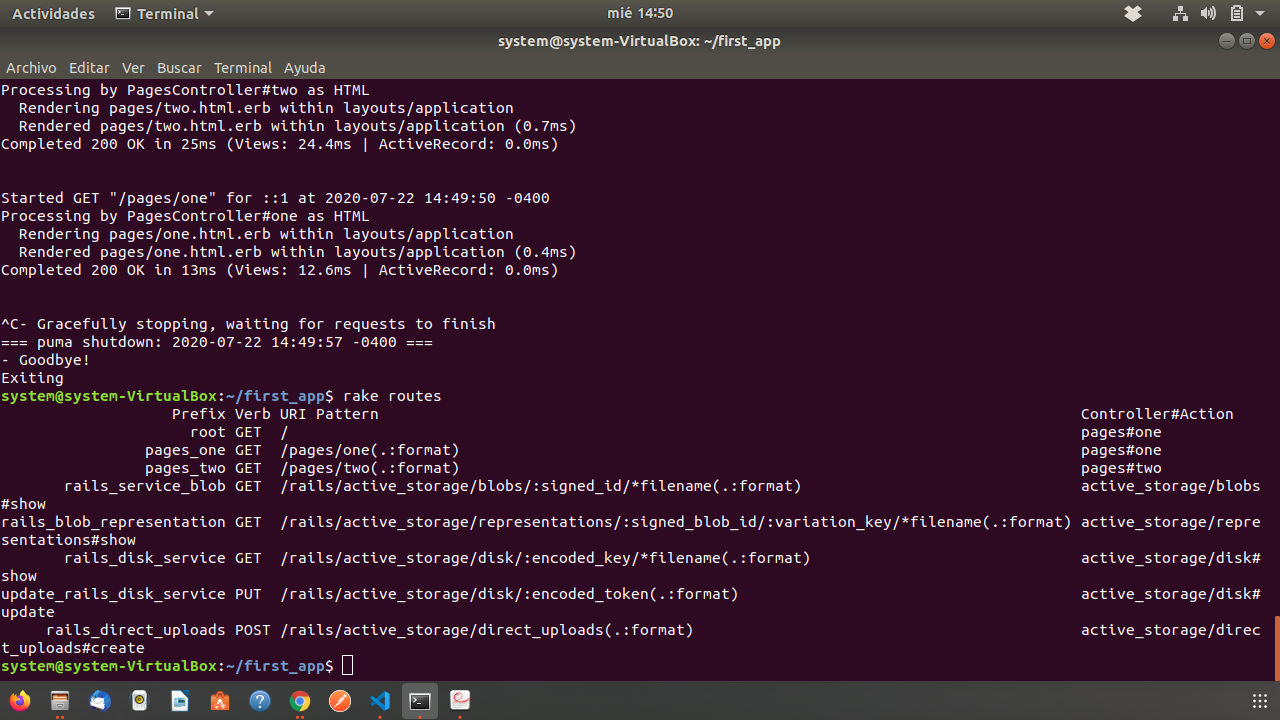 Actividades Terminal mié 14:50
system@system-VirtualBox: ~/first_app
Archivo Editar Ver Buscar Terminal Ayuda
Processing by PagesController#two as HTML
  Rendering pages/two.html.erb within layouts/application
  Rendered pages/two.html.erb within layouts/application (0.7ms)
Completed 200 OK in 25ms (Views: 24.4ms | ActiveRecord: 0.0ms)
Started GET "/pages/one" for ::1 at 2020-07-22 14:49:50 -0400
Processing by PagesController#one as HTML
  Rendering pages/one.html.erb within layouts/application
  Rendered pages/one.html.erb within layouts/application (0.4ms)
Completed 200 OK in 13ms (Views: 12.6ms | ActiveRecord: 0.0ms)
^C- Gracefully stopping, waiting for requests to finish
=== puma shutdown: 2020-07-22 14:49:57 -0400 ===
- Goodbye!
Exiting
system@system-VirtualBox:~/first_app$ rake routes
Prefix Verb URI Pattern Controller#Action
root GET / pages#one
pages_one GET /pages/one(.:format) pages#one
pages_two GET /pages/two(.:format) pages#two
rails_service_blob GET /rails/active_storage/blobs/:signed_id/*filename(.:format) active_storage/blobs
#show
rails_blob_representation GET /rails/active_storage/representations/:signed_blob_id/:variation_key/*filename(.:format) active_storage/repre
sentations#show
rails_disk_service GET /rails/active_storage/disk/:encoded_key/*filename(.:format) active_storage/disk#
show
update_rails_disk_service PUT /rails/active_storage/disk/:encoded_token(.:format) active_storage/disk#
update
rails_direct_uploads POST /rails/active_storage/direct_uploads(.:format) active_storage/direc
t_uploads#create
system@system-VirtualBox:~/first_app$